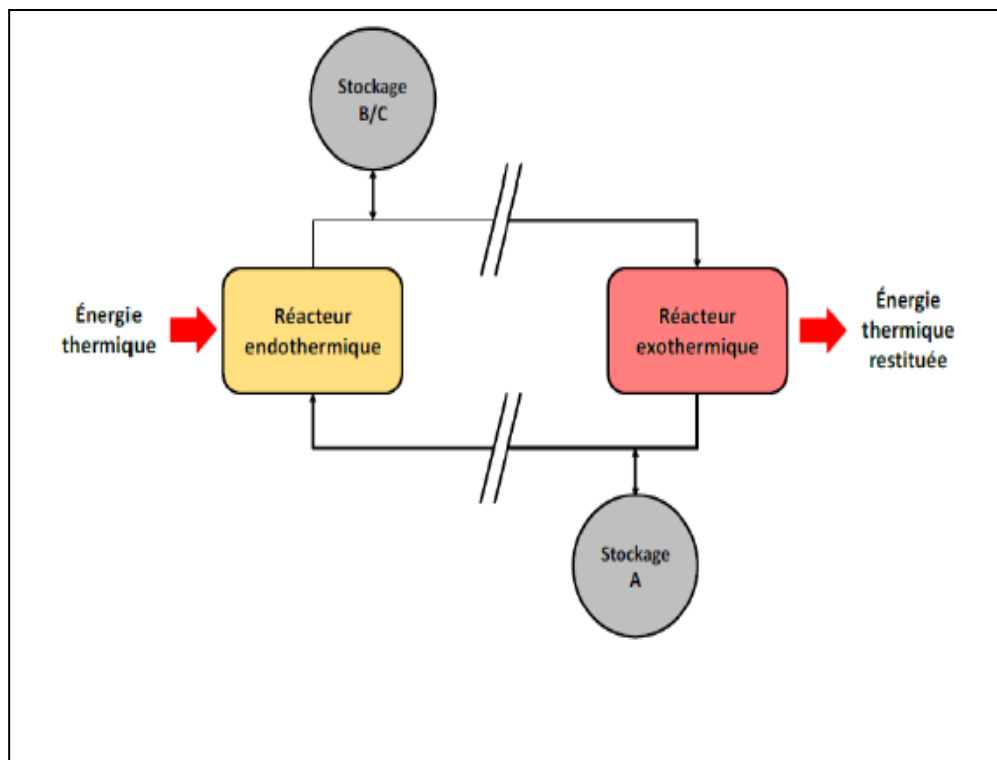 Stockage
B/C
Énergie
thermique
Réacteur
endothermique
Réacteur
exothermique
Énergie
thermique
restituée
Stockage
A